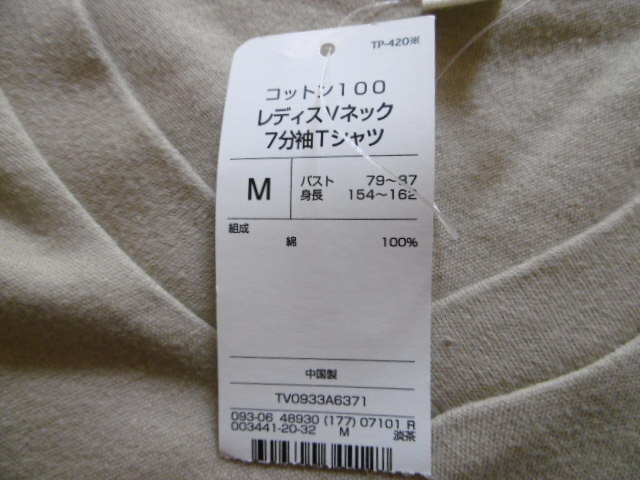 TP-420※
コットン１００
レディスVネック
７分袖Tシャツ
M
バスト 79～87
身長 154～162
組成
綿 100%
中国製
TV0933A6371
093-06 48930 (177) 07101 R
003441-20-32 M 淡茶